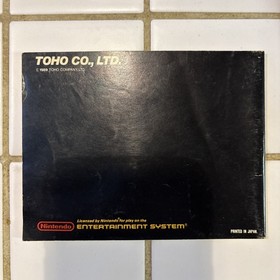 TOHO CO., LTD.
© 1989 TOHO COMPANY, LTD.
Licensed by Nintendo for play on the
Nintendo ENTERTAINMENT SYSTEM®
PRINTED IN JAPAN